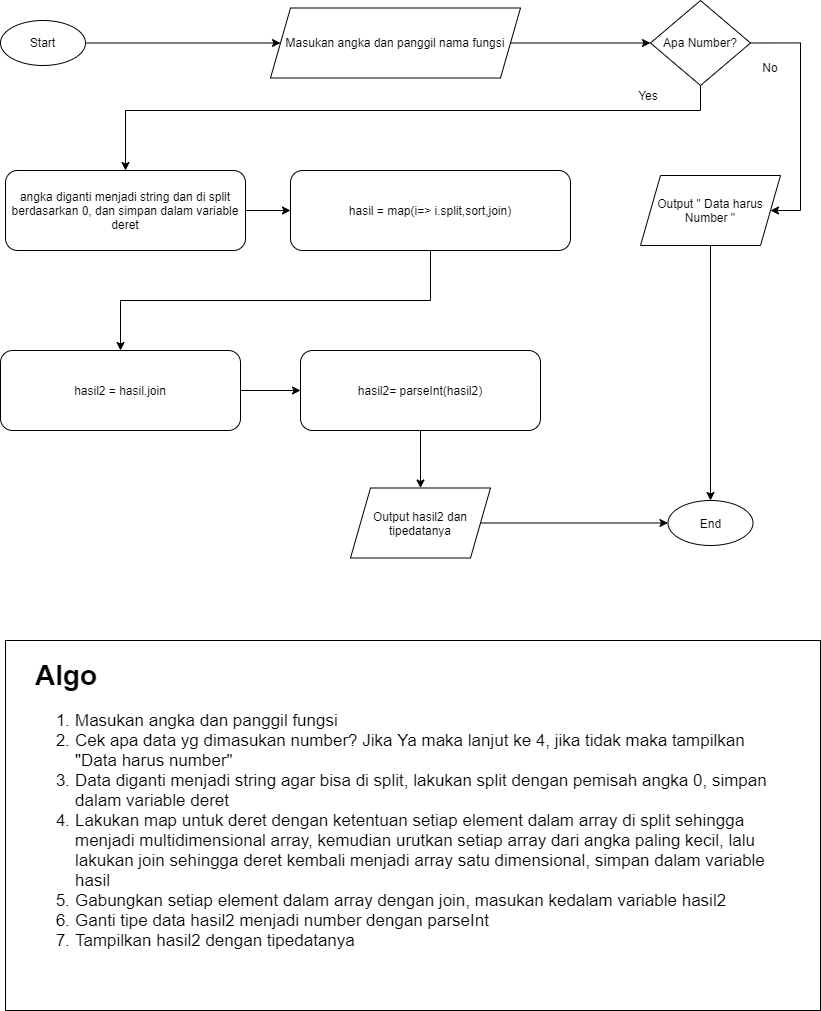 Start
Masukan angka dan panggil nama fungsi
Apa Number?
No
Yes
angka diganti menjadi string dan di split
berdasarkan 0, dan simpan dalam variable
deret
hasil = map(i=> i.split,sort,join)
Output " Data harus
Number "
hasil2 = hasil.join
hasil2= parseInt(hasil2)
Output hasil2 dan
tipedatanya
End
Algo
1. Masukan angka dan panggil fungsi
2. Cek apa data yg dimasukan number? Jika Ya maka lanjut ke 4, jika tidak maka tampilkan
"Data harus number"
3. Data diganti menjadi string agar bisa di split, lakukan split dengan pemisah angka 0, simpan
dalam variable deret
4. Lakukan map untuk deret dengan ketentuan setiap element dalam array di split sehingga
menjadi multidimensional array, kemudian urutkan setiap array dari angka paling kecil, lalu
lakukan join sehingga deret kembali menjadi array satu dimensional, simpan dalam variable
hasil
5. Gabungkan setiap element dalam array dengan join, masukan kedalam variable hasil2
6. Ganti tipe data hasil2 menjadi number dengan parseInt
7. Tampilkan hasil2 dengan tipedatanya